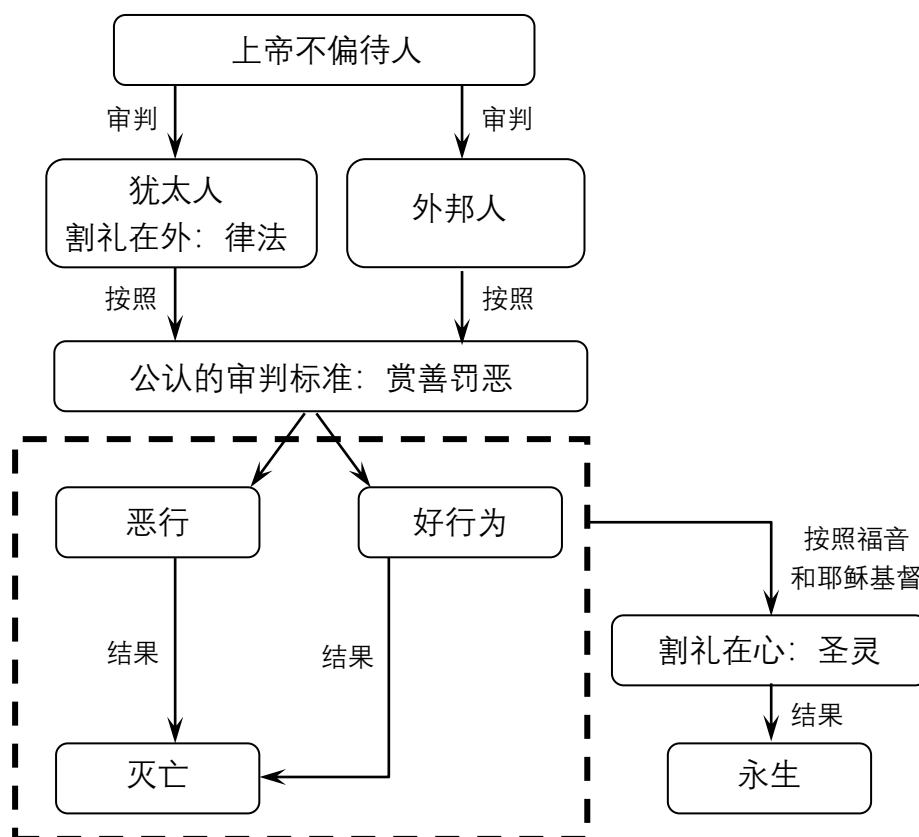 上帝不偏待人
审判
审判
犹太人
割礼在外：律法
外邦人
按照
按照
公认的审判标准：赏善罚恶
恶行
好行为
按照福音
和耶稣基督
结果
结果
割礼在心：圣灵
结果
灭亡
永生